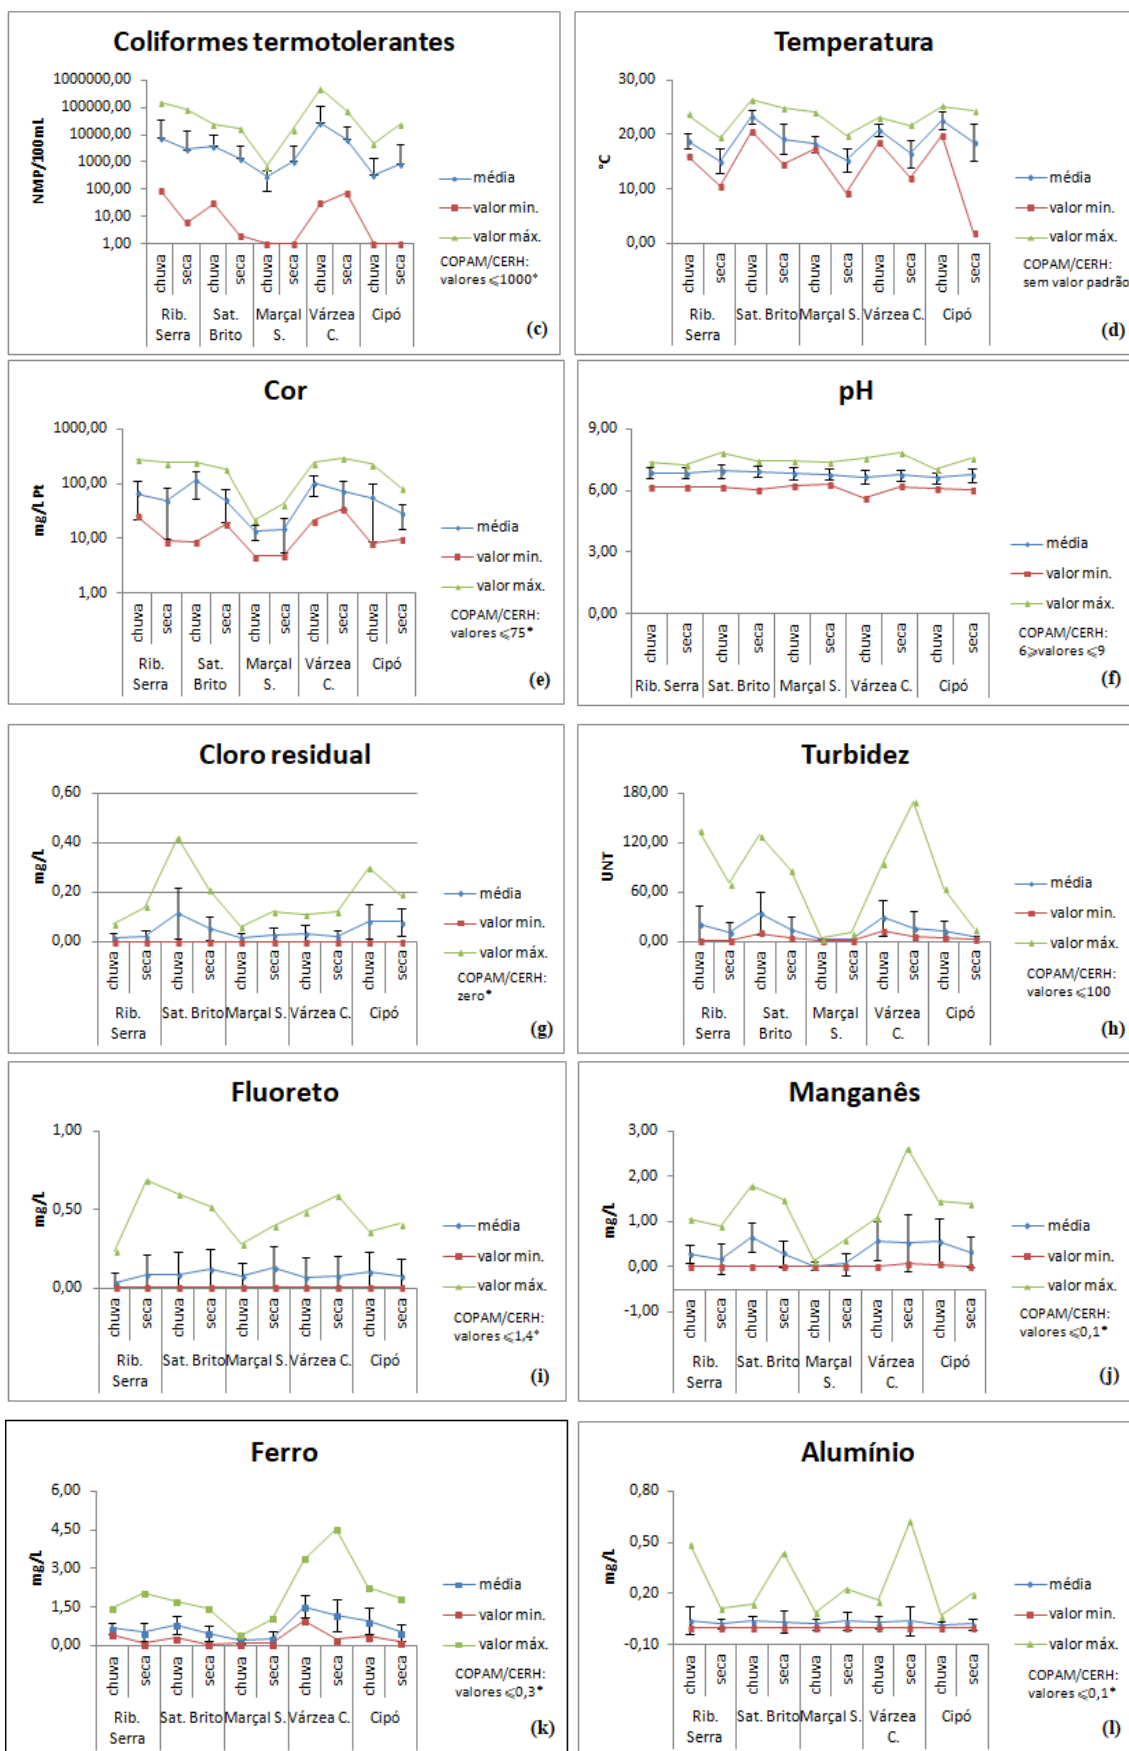 Coliformes termotolerantes
NMP/100mL
1000000,00
100000,00
10000,00
1000,00
100,00
10,00
1,00
chuva seca chuva seca chuva seca chuva seca chuva seca
Rib. Serra
Sat. Brito
Marçal S.
Várzea C.
Cipó
média
valor min.
valor máx.
COPAM/CERH:
valores ⩽1000*
(c)
Temperatura
°C
30,00
20,00
10,00
0,00
chuva seca chuva seca chuva seca chuva seca chuva seca
Rib. Serra
Sat. Brito
Marçal S.
Várzea C.
Cipó
média
valor min.
valor máx.
COPAM/CERH:
sem valor padrão
(d)
Cor
mg/L Pt
1000,00
100,00
10,00
1,00
chuva seca chuva seca chuva seca chuva seca chuva seca
Rib. Serra
Sat. Brito
Marçal S.
Várzea C.
Cipó
média
valor min.
valor máx.
COPAM/CERH:
valores ⩽75*
(e)
pH
9,00
6,00
3,00
0,00
chuva seca chuva seca chuva seca chuva seca chuva seca
Rib. Serra
Sat. Brito
Marçal S.
Várzea C.
Cipó
média
valor min.
valor máx.
COPAM/CERH:
6⩾valores ⩽9
(f)
Cloro residual
mg/L
0,60
0,40
0,20
0,00
chuva seca chuva seca chuva seca chuva seca chuva seca
Rib. Serra
Sat. Brito
Marçal S.
Várzea C.
Cipó
média
valor min.
valor máx.
COPAM/CERH:
zero*
(g)
Turbidez
UNT
180,00
120,00
60,00
0,00
chuva seca chuva seca chuva seca chuva seca chuva seca
Rib. Serra
Sat. Brito
Marçal S.
Várzea C.
Cipó
média
valor min.
valor máx.
COPAM/CERH:
valores ⩽100
(h)
Fluoreto
mg/L
1,00
0,50
0,00
chuva seca chuva seca chuva seca chuva seca chuva seca
Rib. Serra
Sat. Brito
Marçal S.
Várzea C.
Cipó
média
valor min.
valor máx.
COPAM/CERH:
valores ⩽1,4*
(i)
Manganês
mg/L
3,00
2,00
1,00
0,00
-1,00
chuva seca chuva seca chuva seca chuva seca chuva seca
Rib. Serra
Sat. Brito
Marçal S.
Várzea C.
Cipó
média
valor min.
valor máx.
COPAM/CERH:
valores ⩽0,1*
(j)
Ferro
mg/L
6,00
4,50
3,00
1,50
0,00
chuva seca chuva seca chuva seca chuva seca chuva seca
Rib. Serra
Sat. Brito
Marçal S.
Várzea C.
Cipó
média
valor min.
valor máx.
COPAM/CERH:
valores ⩽0,3*
(k)
Alumínio
mg/L
0,80
0,50
0,20
-0,10
chuva seca chuva seca chuva seca chuva seca chuva seca
Rib. Serra
Sat. Brito
Marçal S.
Várzea C.
Cipó
média
valor min.
valor máx.
COPAM/CERH:
valores ⩽0,1*
(l)